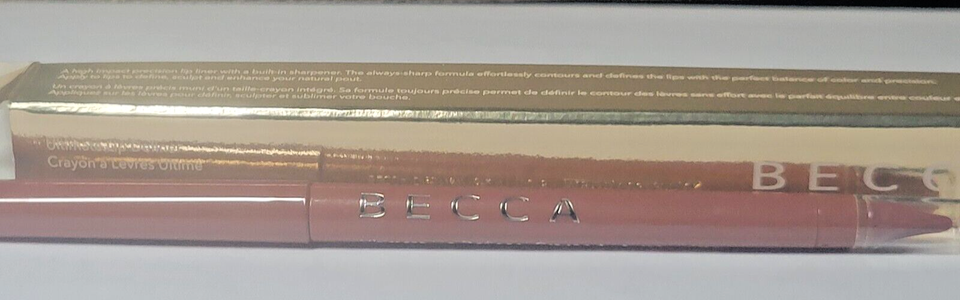 A high impact precision lip liner with a built-in sharpener. The always-sharp formula effortlessly contours and defines the lips with the perfect balance of color and precision.
Apply to lips to define, sculpt and enhance your natural pout.
Un crayon à lèvres précis muni d'un taille-crayon intégré. Sa formule toujours précise permet de définir le contour des lèvres sans effort avec le parfait équilibre entre couleur e
Appliquez sur les lèvres pour définir, sculpter et sublimer votre bouche.
Ultimate Lip
Crayon à Lèvres Ultime
BECC
BECCA